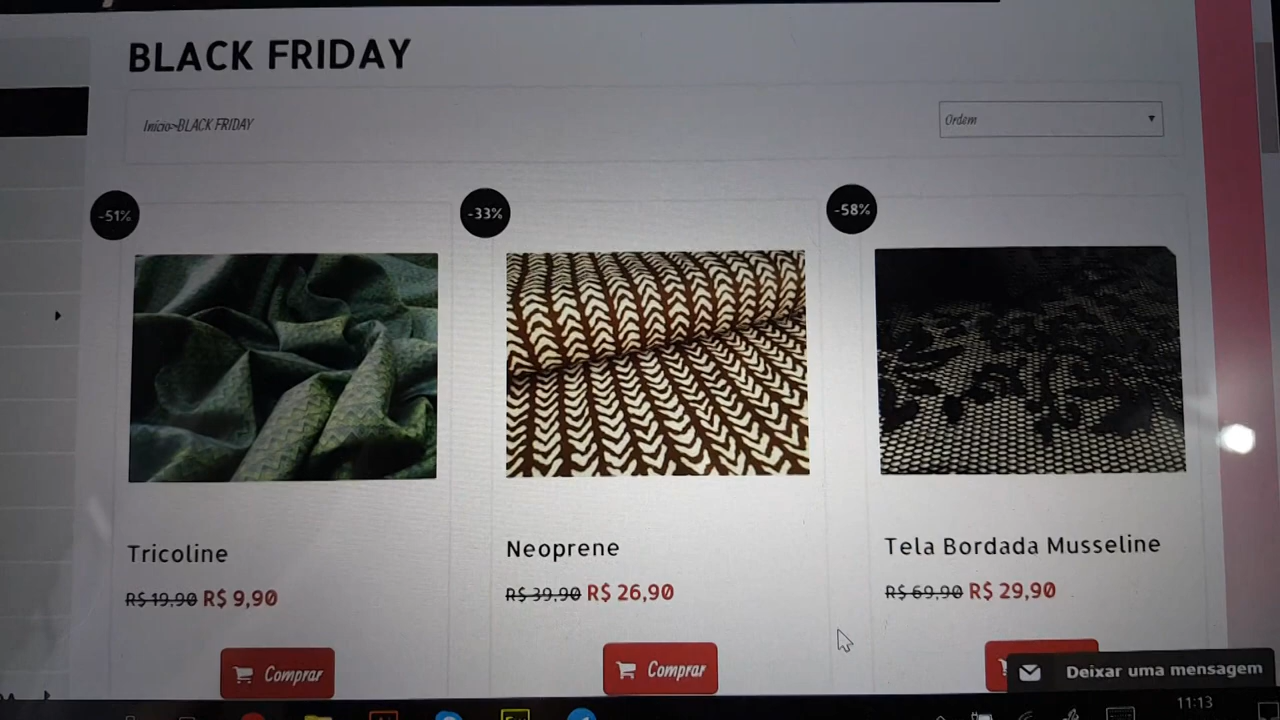 BLACK FRIDAY
Início>BLACK FRIDAY
Ordem
-51%
-33%
-58%
Tricoline
R$ 19,90 R$ 9,90
Comprar
Neoprene
R$ 39,90 R$ 26,90
Comprar
Tela Bordada Musseline
R$ 69,90 R$ 29,90
Deixar uma mensagem
11:13